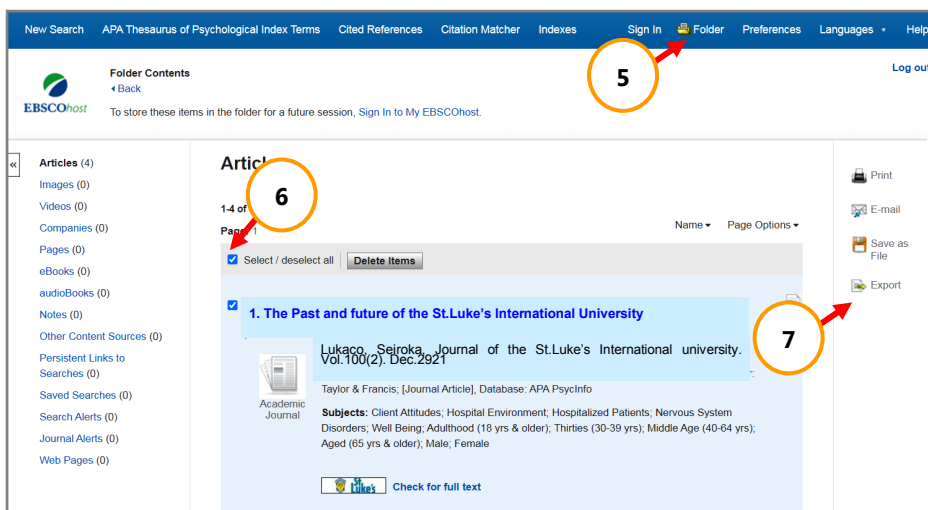 New Search APA Thesaurus of Psychological Index Terms Cited References Citation Matcher Indexes Sign In Folder Preferences Languages Help
5
Log out
Folder Contents
Back
EBSCOhost
To store these items in the folder for a future session, Sign In to My EBSCOhost.
«
Articles (4)
Images (0)
Videos (0)
Companies (0)
Pages (0)
eBooks (0)
audioBooks (0)
Notes (0)
Other Content Sources (0)
Persistent Links to
Searches (0)
Saved Searches (0)
Search Alerts (0)
Journal Alerts (0)
Web Pages (0)
6
1-4 of
1
Name Page Options
Select / deselect all Delete Items
1. The Past and future of the St.Luke's International University
Lukaco, Seiroka, Journal of the St.Luke's International university.
Vol.100(2). Dec.2921
Taylor & Francis; [Journal Article], Database: APA PsycInfo
Academic
Journal
Subjects: Client Attitudes; Hospital Environment; Hospitalized Patients; Nervous System
Disorders; Well Being; Adulthood (18 yrs & older); Thirties (30-39 yrs); Middle Age (40-64 yrs);
Aged (65 yrs & older); Male; Female
St Luke's Check for full text
Print
E-mail
Save as
File
Export
7